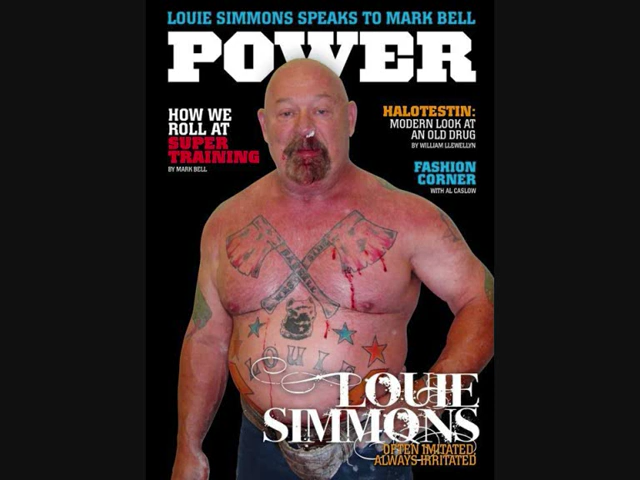 LOUIE SIMMONS SPEAKS TO MARK BELL
POWER
HOW WE
ROLL AT
SUPER
TRAINING
BY MARK BELL
HALOTESTIN:
MODERN LOOK AT
AN OLD DRUG
BY WILLIAM LLEWELLYN
FASHION
CORNER
WITH AL CASLOW
LOUIE
LOUIE
SIMMONS
OFTEN IMITATED,
ALWAYS IRRITATED